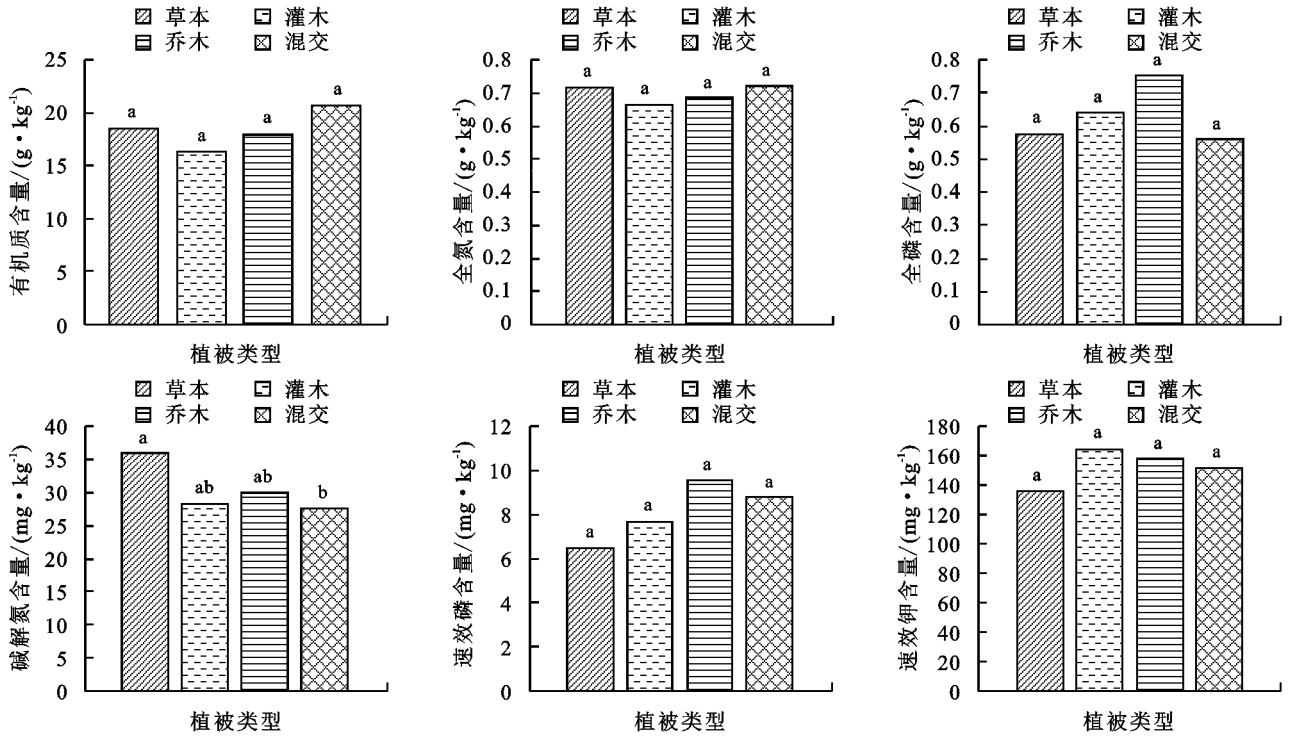 草本 灌木
乔木 混交
有机质含量/(g·kg⁻¹)
25
20
15
10
5
0
a a a a
植被类型
草本 灌木
乔木 混交
全氮含量/(g·kg⁻¹)
0.8
0.7
0.6
0.5
0.4
0.3
0.2
0.1
0
a a a a
植被类型
草本 灌木
乔木 混交
全磷含量/(g·kg⁻¹)
0.8
0.7
0.6
0.5
0.4
0.3
0.2
0.1
0
a a a a
植被类型
草本 灌木
乔木 混交
碱解氮含量/(mg·kg⁻¹)
40
35
30
25
20
15
10
5
0
a ab ab b
植被类型
草本 灌木
乔木 混交
速效磷含量/(mg·kg⁻¹)
12
10
8
6
4
2
0
a a a a
植被类型
草本 灌木
乔木 混交
速效钾含量/(mg·kg⁻¹)
180
160
140
120
100
80
60
40
20
0
a a a a
植被类型